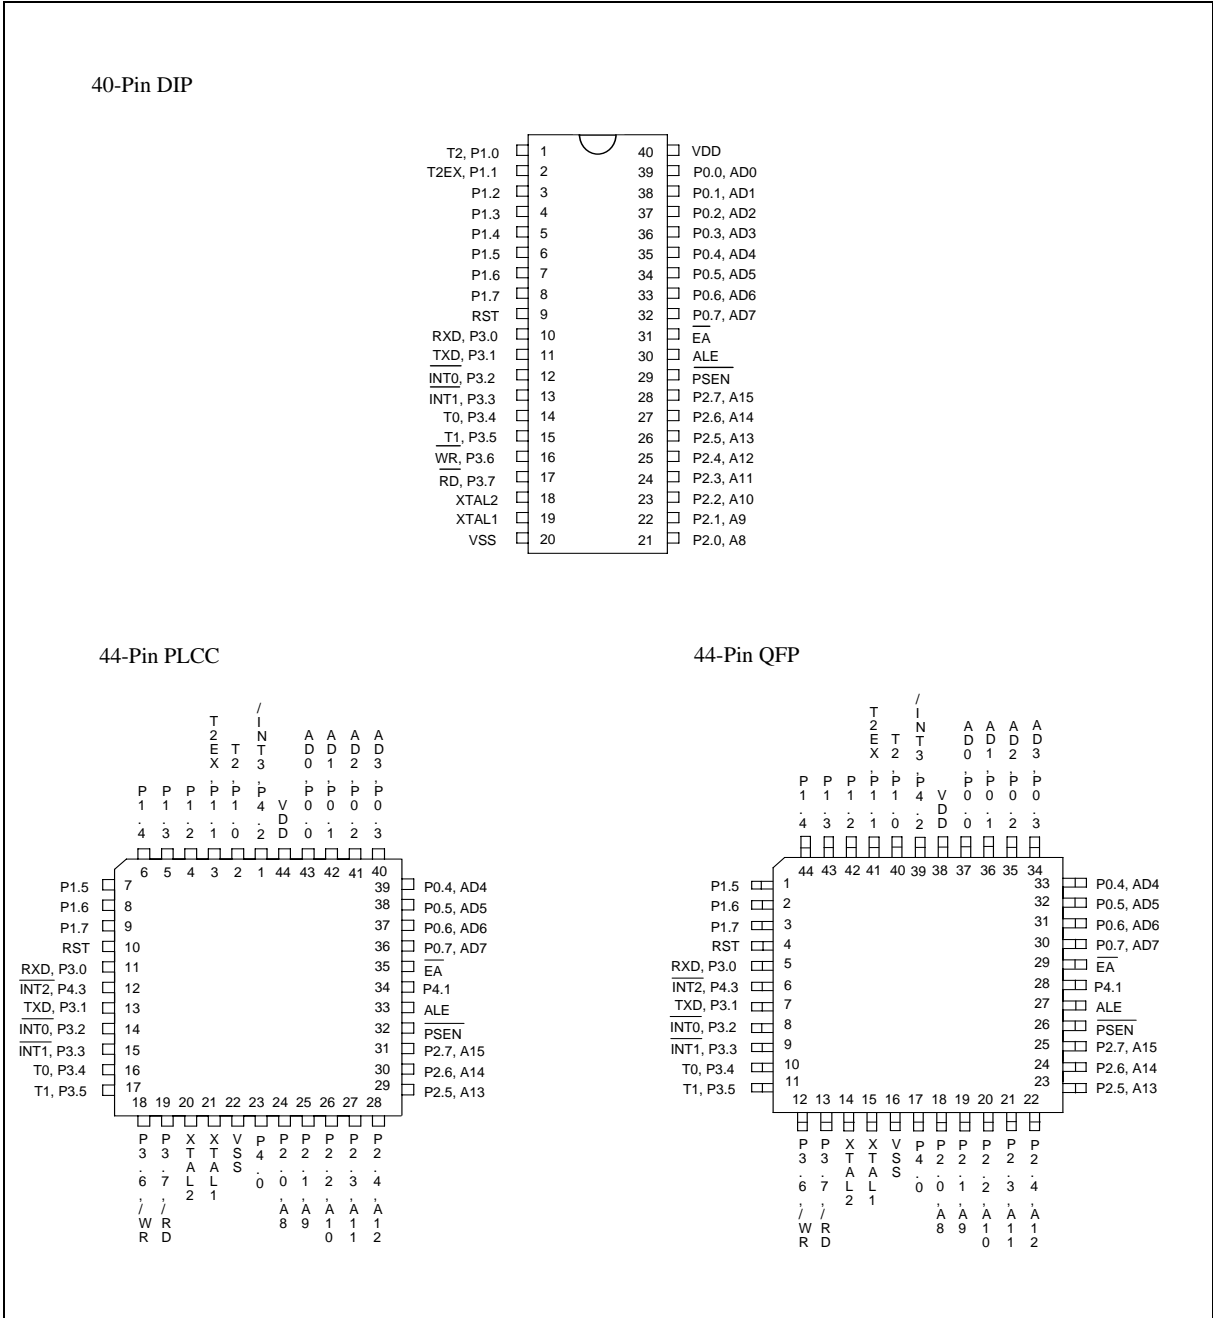 40-Pin DIP
T2, P1.0 1 40 VDD
T2EX, P1.1 2 39 P0.0, AD0
P1.2 3 38 P0.1, AD1
P1.3 4 37 P0.2, AD2
P1.4 5 36 P0.3, AD3
P1.5 6 35 P0.4, AD4
P1.6 7 34 P0.5, AD5
P1.7 8 33 P0.6, AD6
RST 9 32 P0.7, AD7
RXD, P3.0 10 31 EA
TXD, P3.1 11 30 ALE
INT0, P3.2 12 29 PSEN
INT1, P3.3 13 28 P2.7, A15
T0, P3.4 14 27 P2.6, A14
T1, P3.5 15 26 P2.5, A13
WR, P3.6 16 25 P2.4, A12
RD, P3.7 17 24 P2.3, A11
XTAL2 18 23 P2.2, A10
XTAL1 19 22 P2.1, A9
VSS 20 21 P2.0, A8
44-Pin PLCC
P1.4 P1.3 P1.2 T2EX,P1.1 T2,P1.0 /INT3,P4.2 VDD AD0,P0.0 AD1,P0.1 AD2,P0.2 AD3,P0.3
6 5 4 3 2 1 44 43 42 41 40
P1.5 7 39 P0.4, AD4
P1.6 8 38 P0.5, AD5
P1.7 9 37 P0.6, AD6
RST 10 36 P0.7, AD7
RXD, P3.0 11 35 EA
INT2, P4.3 12 34 P4.1
TXD, P3.1 13 33 ALE
INT0, P3.2 14 32 PSEN
INT1, P3.3 15 31 P2.7, A15
T0, P3.4 16 30 P2.6, A14
T1, P3.5 17 29 P2.5, A13
18 19 20 21 22 23 24 25 26 27 28
P3.6,/WR P3.7,/RD XTAL2 XTAL1 VSS P4.0 P2.0,A8 P2.1,A9 P2.2,A10 P2.3,A11 P2.4,A12
44-Pin QFP
P1.4 P1.3 P1.2 T2EX,P1.1 T2,P1.0 /INT3,P4.2 VDD AD0,P0.0 AD1,P0.1 AD2,P0.2 AD3,P0.3
44 43 42 41 40 39 38 37 36 35 34
P1.5 1 33 P0.4, AD4
P1.6 2 32 P0.5, AD5
P1.7 3 31 P0.6, AD6
RST 4 30 P0.7, AD7
RXD, P3.0 5 29 EA
INT2, P4.3 6 28 P4.1
TXD, P3.1 7 27 ALE
INT0, P3.2 8 26 PSEN
INT1, P3.3 9 25 P2.7, A15
T0, P3.4 10 24 P2.6, A14
T1, P3.5 11 23 P2.5, A13
12 13 14 15 16 17 18 19 20 21 22
P3.6,/WR P3.7,/RD XTAL2 XTAL1 VSS P4.0 P2.0,A8 P2.1,A9 P2.2,A10 P2.3,A11 P2.4,A12